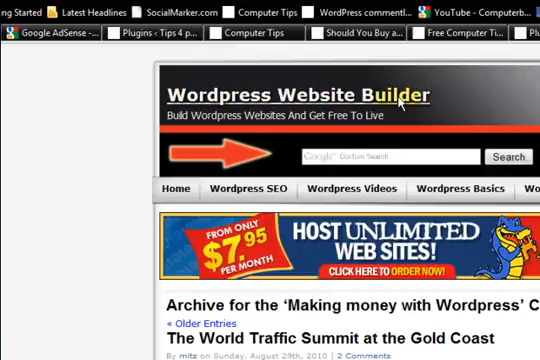 ng Started Latest Headlines SocialMarker.com Computer Tips WordPress commentl... YouTube - Computerb...
Google AdSense -... Plugins ‹ Tips 4 p... Computer Tips Should You Buy a... Free Computer Ti... Plu
Wordpress Website Builder
Build Wordpress Websites And Get Free To Live
Google Custom Search Search
Home Wordpress SEO Wordpress Videos Wordpress Basics Wo
FROM ONLY
$7.95
PER MONTH
HOST UNLIMITED
WEB SITES!
CLICK HERE TO ORDER NOW!
Archive for the ‘Making money with Wordpress’ C
« Older Entries
The World Traffic Summit at the Gold Coast
By mitz on Sunday, August 29th, 2010 | 2 Comments